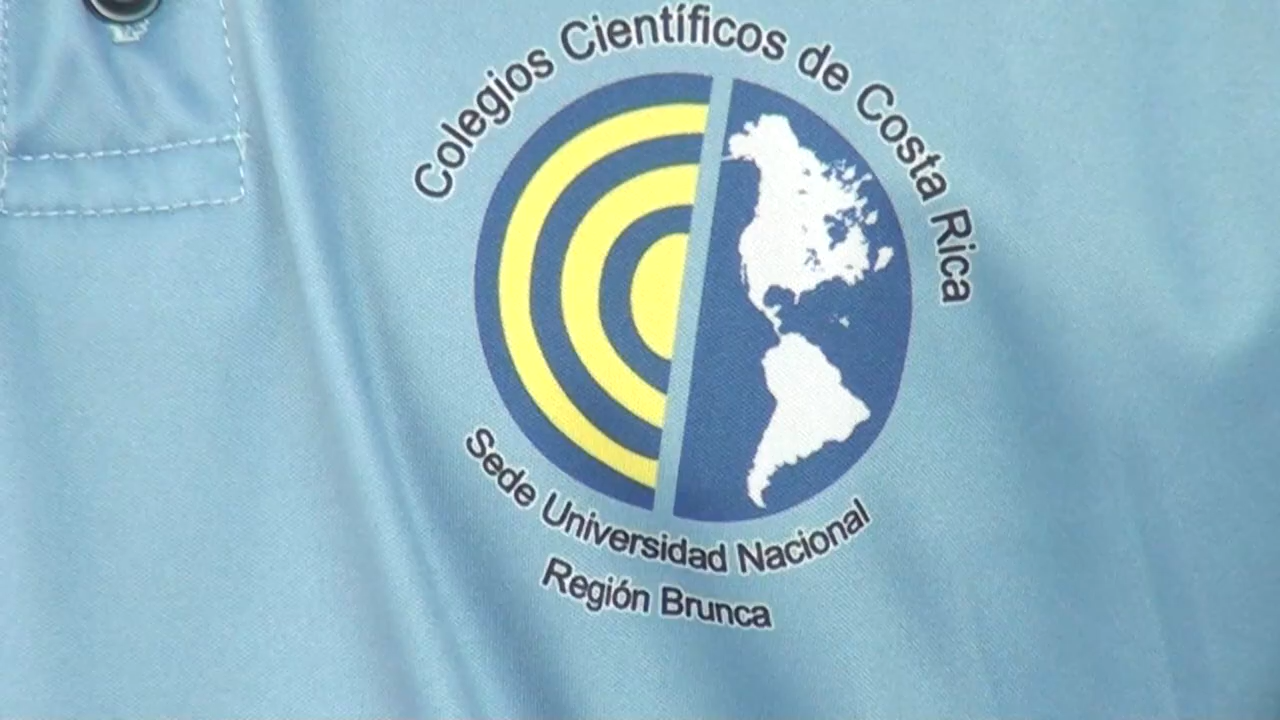 Colegios Científicos de Costa Rica
Sede Universidad Nacional
Región Brunca